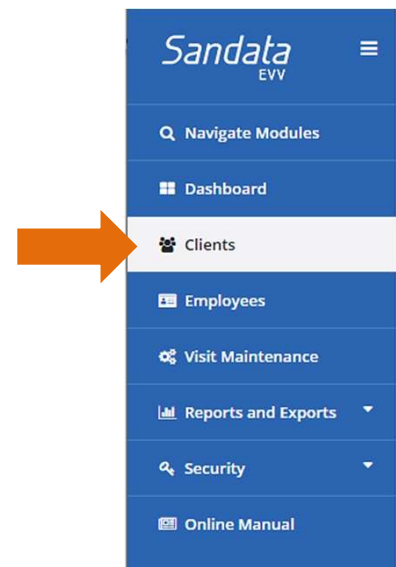 Sandata
EVV
Navigate Modules
Dashboard
Clients
Employees
Visit Maintenance
Reports and Exports
Security
Online Manual